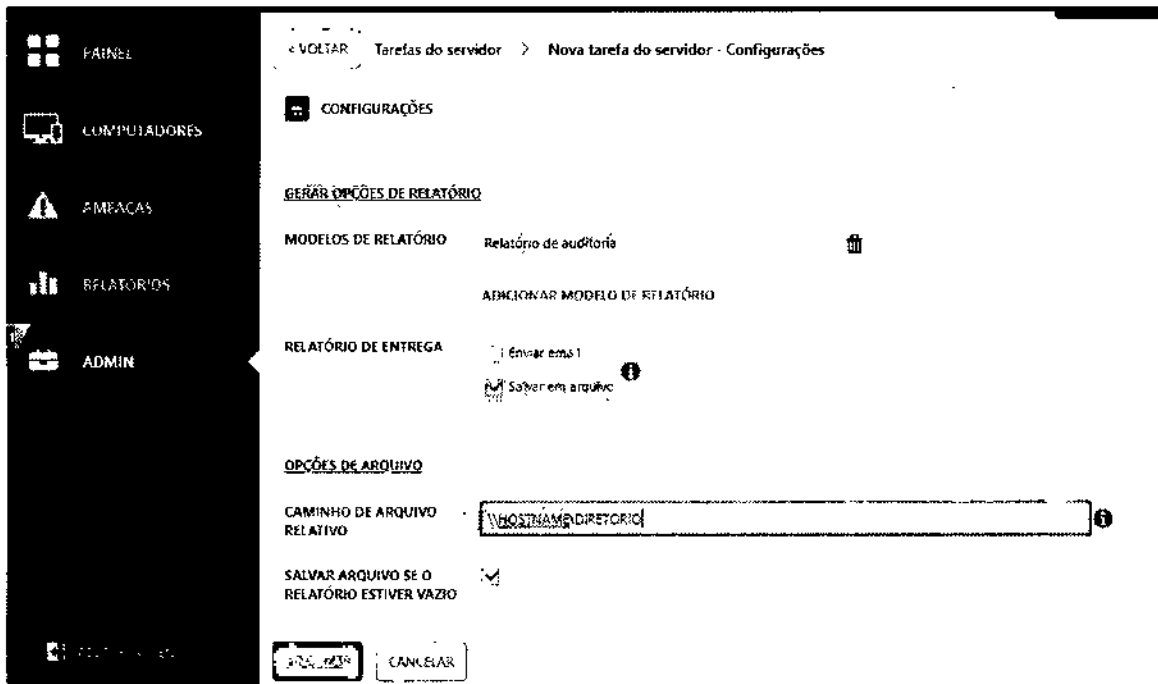 PAINEL
COMPUTADORES
AMEAÇAS
RELATÓRIOS
ADMIN
< VOLTAR Tarefas do servidor > Nova tarefa do servidor - Configurações
CONFIGURAÇÕES
GERAR OPÇÕES DE RELATÓRIO
MODELOS DE RELATÓRIO Relatório de auditoria
ADICIONAR MODELO DE RELATÓRIO
RELATÓRIO DE ENTREGA Enviar email
Salvar em arquivo
OPÇÕES DE ARQUIVO
CAMINHO DE ARQUIVO RELATIVO \\HOSTNAME\DIRETORIO
SALVAR ARQUIVO SE O
RELATÓRIO ESTIVER VAZIO
CANCELAR